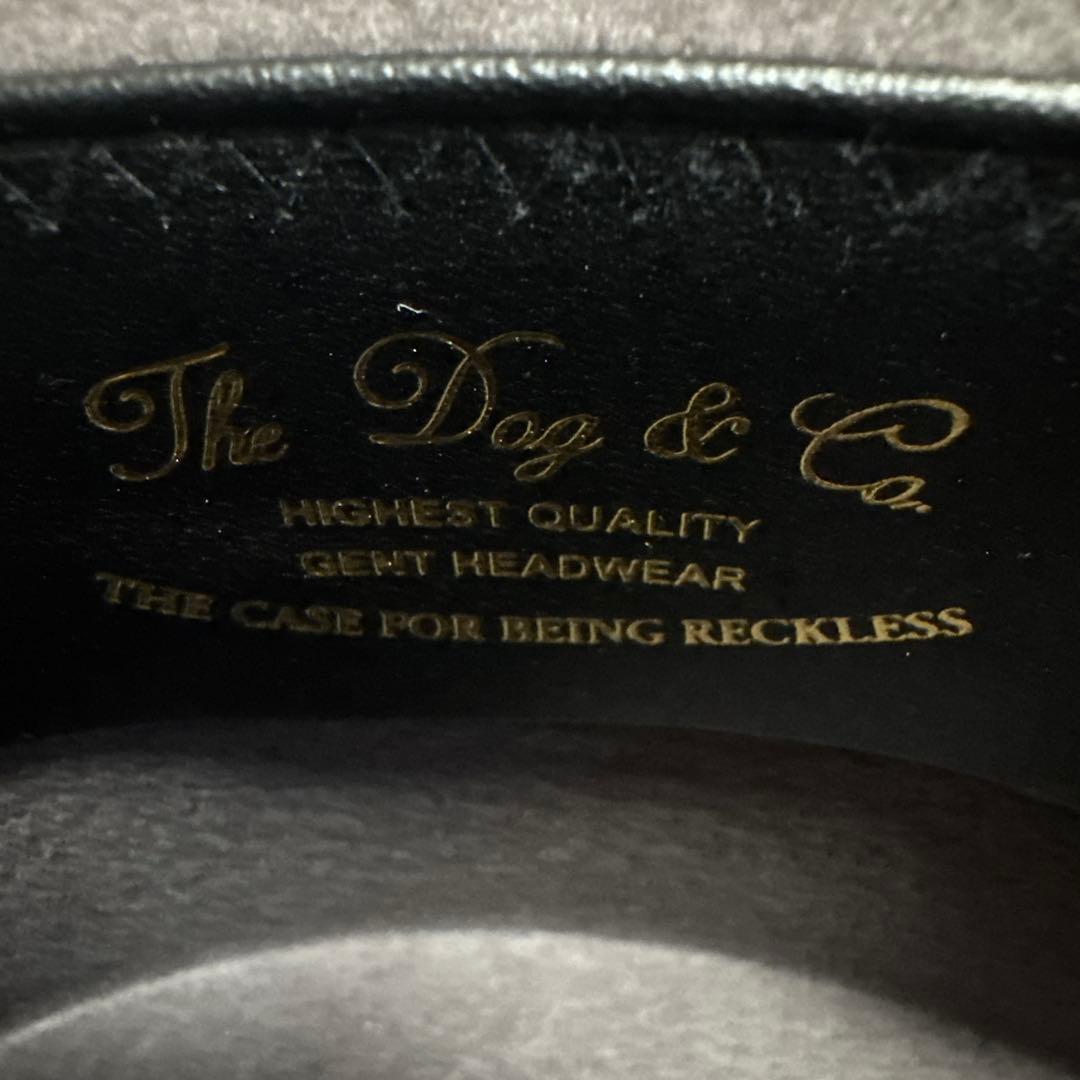 The Dog & Co.
HIGHEST QUALITY
GENT HEADWEAR
THE CASE FOR BEING RECKLESS